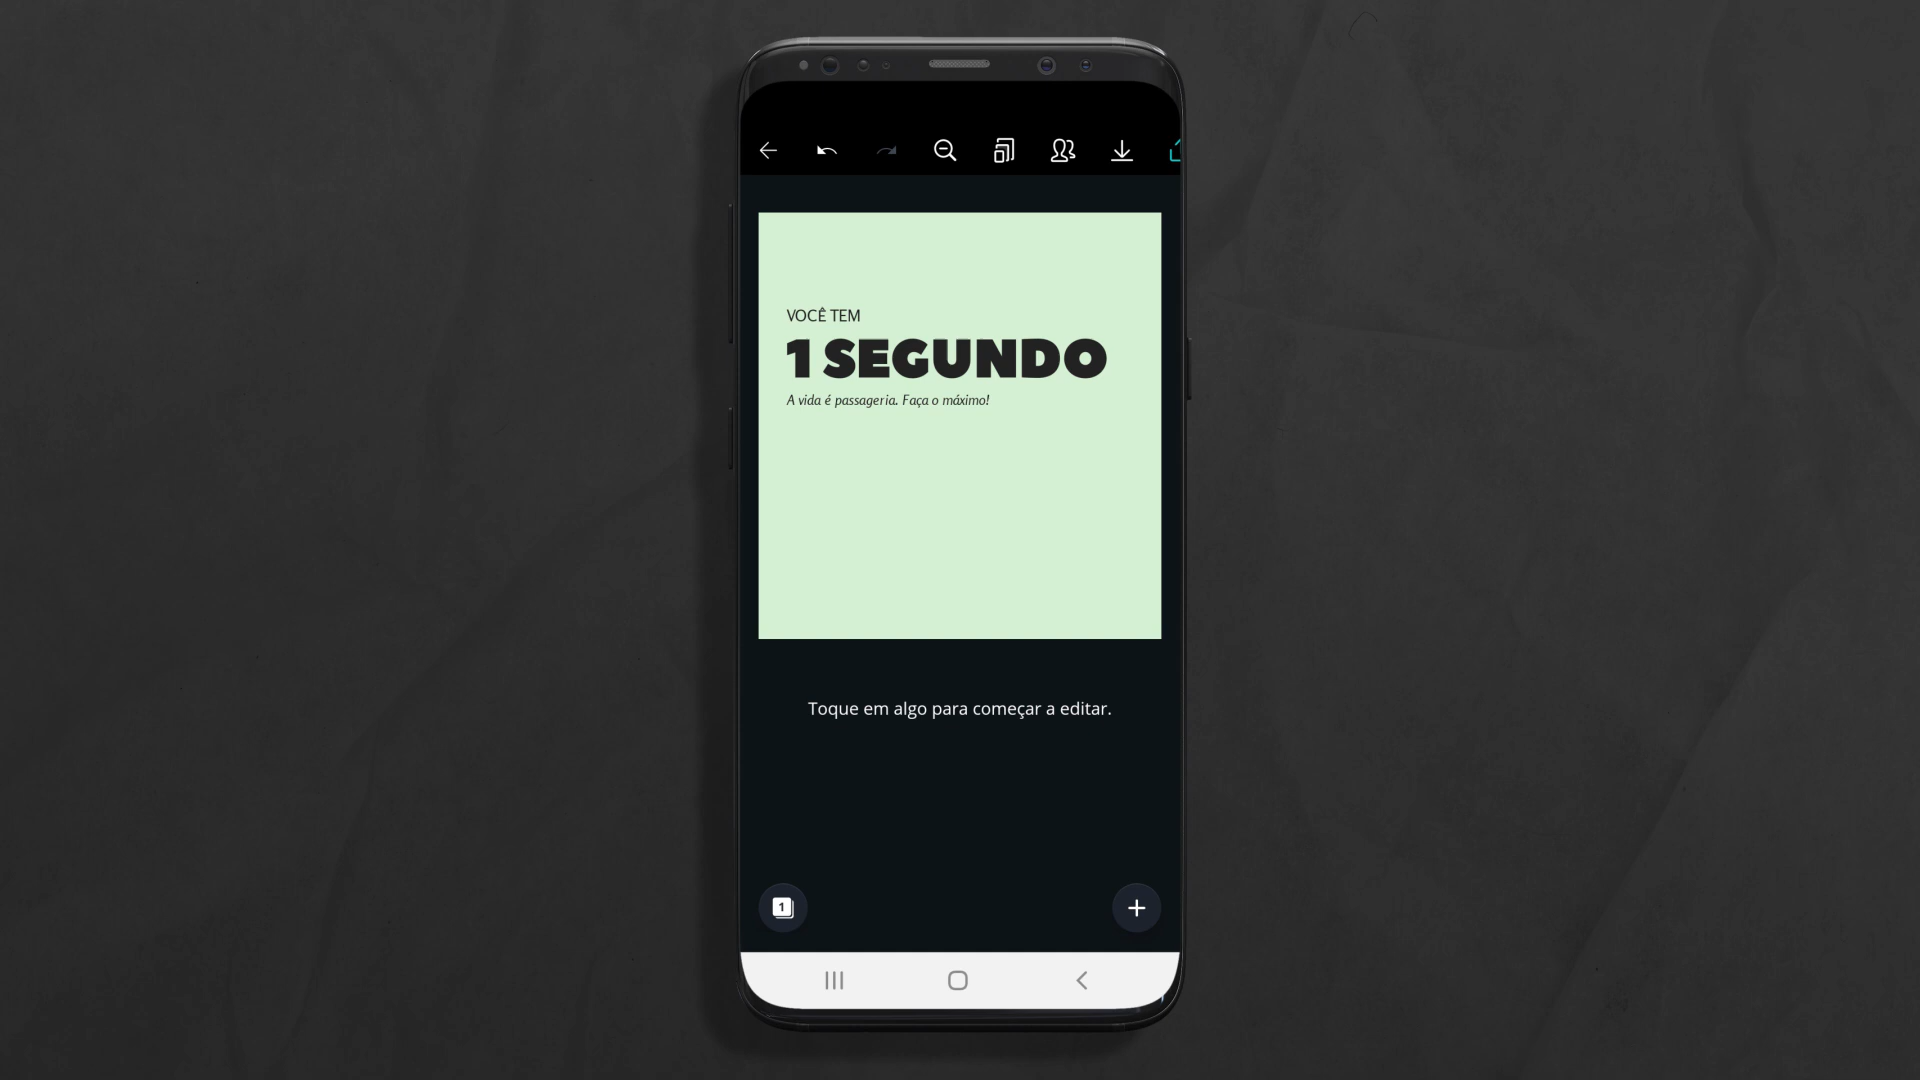 VOCÊ TEM
1 SEGUNDO
A vida é passageria. Faça o máximo!
Toque em algo para começar a editar.
1